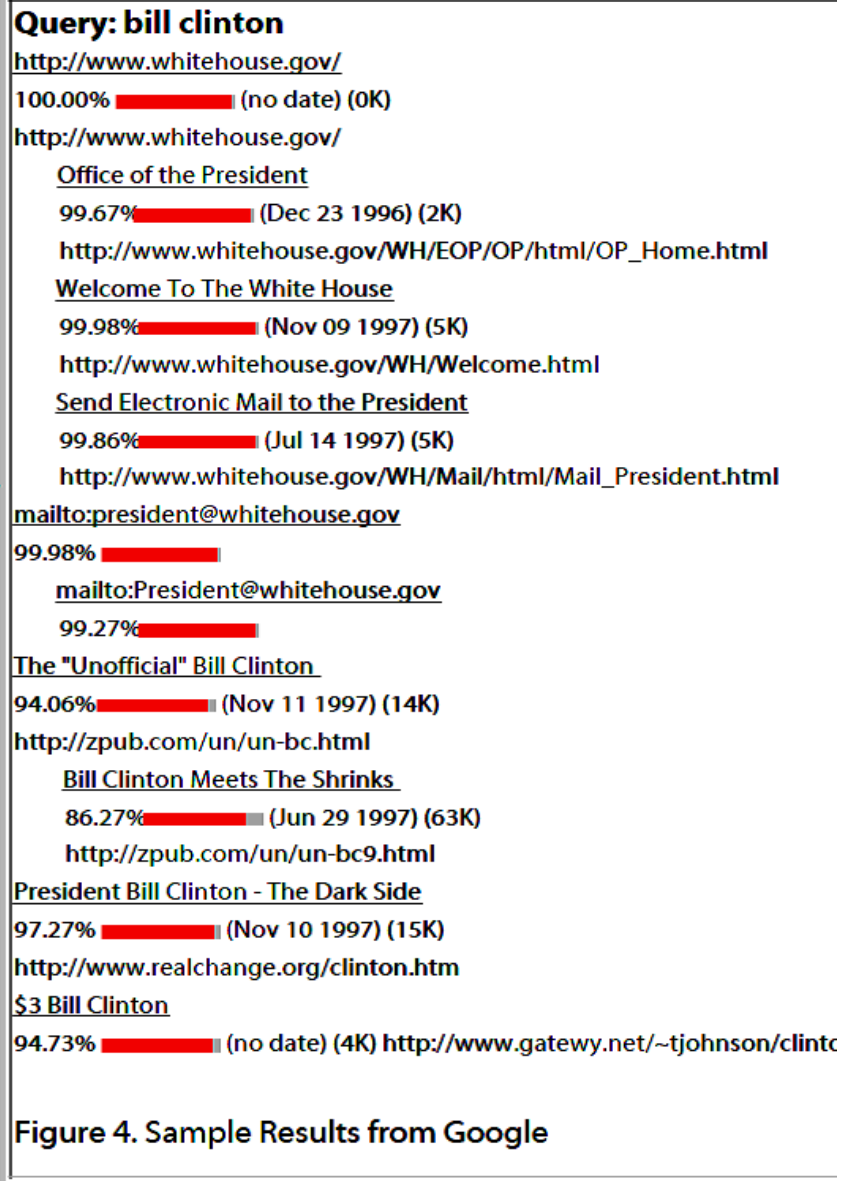 Query: bill clinton
http://www.whitehouse.gov/
100.00% (no date) (0K)
http://www.whitehouse.gov/
Office of the President
99.67% (Dec 23 1996) (2K)
http://www.whitehouse.gov/WH/EOP/OP/html/OP_Home.html
Welcome To The White House
99.98% (Nov 09 1997) (5K)
http://www.whitehouse.gov/WH/Welcome.html
Send Electronic Mail to the President
99.86% (Jul 14 1997) (5K)
http://www.whitehouse.gov/WH/Mail/html/Mail_President.html
mailto:president@whitehouse.gov
99.98%
mailto:President@whitehouse.gov
99.27%
The "Unofficial" Bill Clinton
94.06% (Nov 11 1997) (14K)
http://zpub.com/un/un-bc.html
Bill Clinton Meets The Shrinks
86.27% (Jun 29 1997) (63K)
http://zpub.com/un/un-bc9.html
President Bill Clinton - The Dark Side
97.27% (Nov 10 1997) (15K)
http://www.realchange.org/clinton.htm
$3 Bill Clinton
94.73% (no date) (4K) http://www.gatewy.net/~tjohnson/clinto
Figure 4. Sample Results from Google